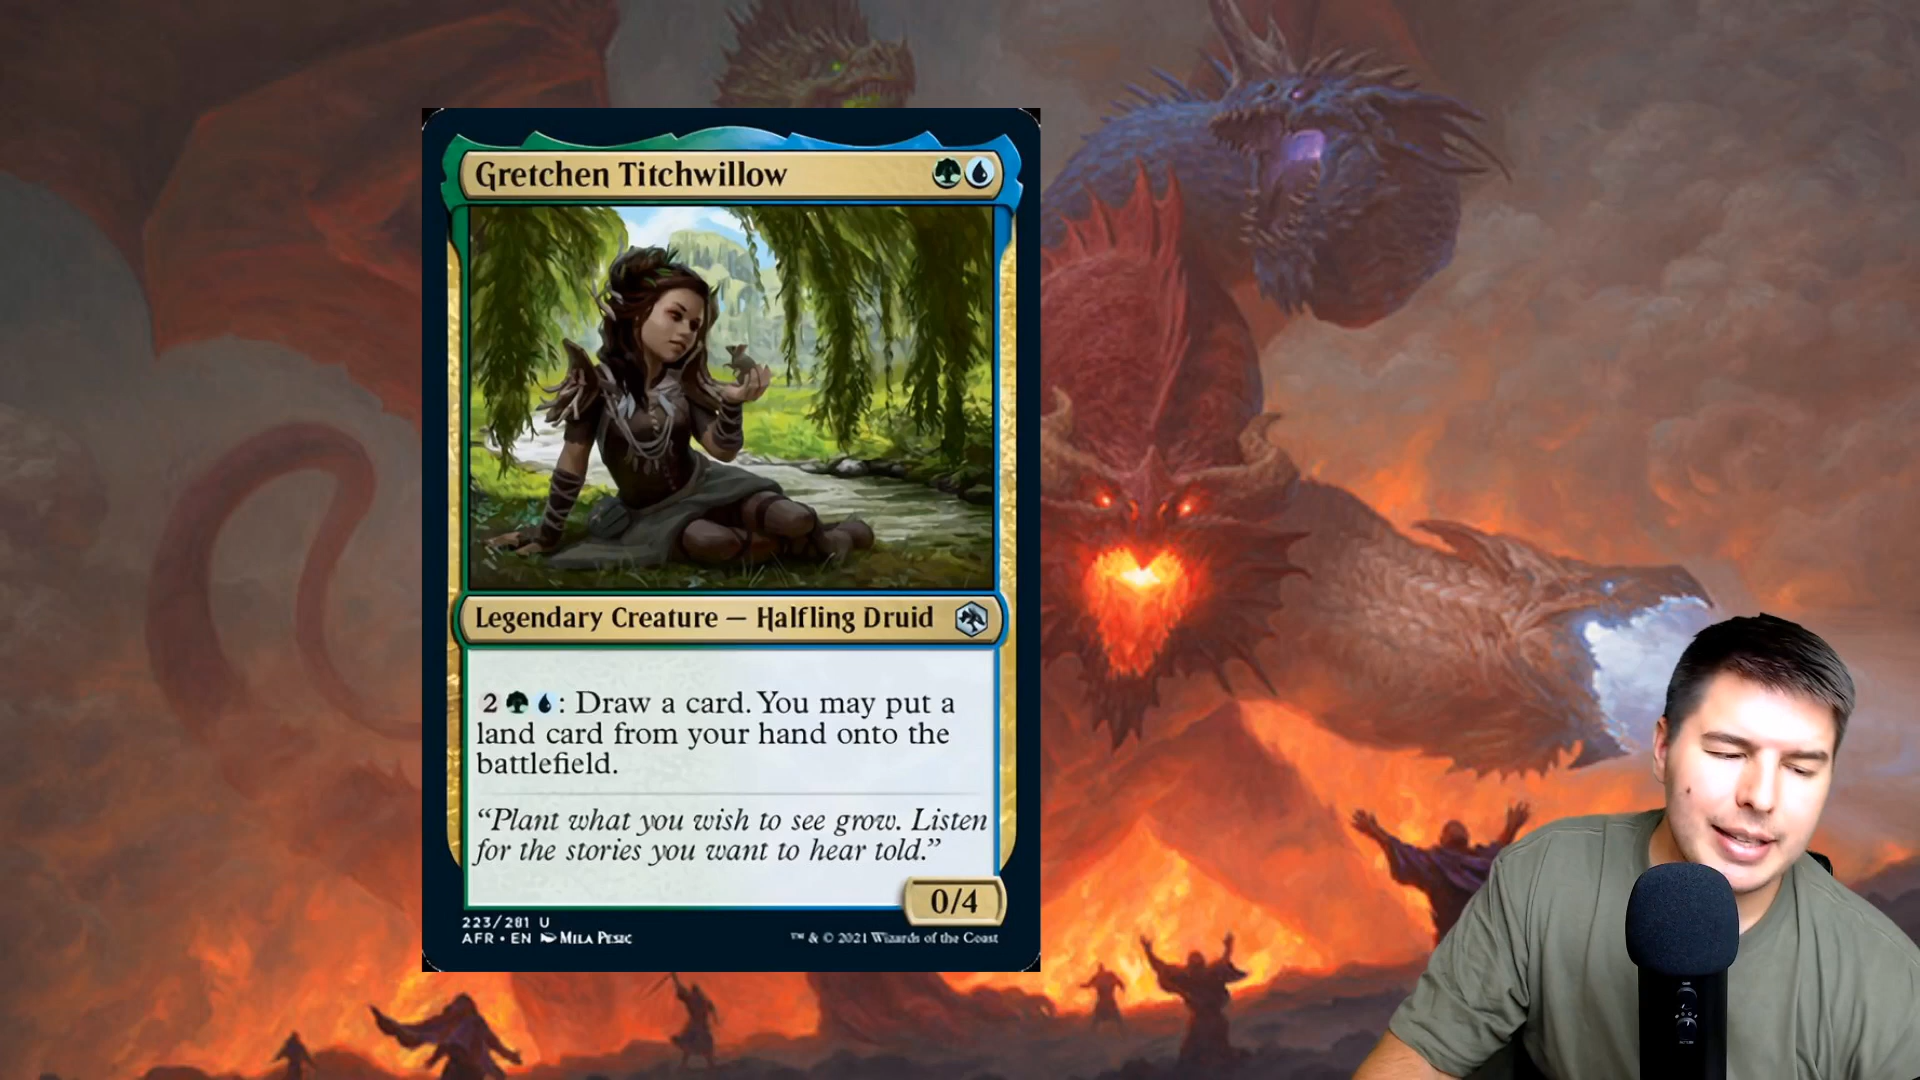 Gretchen Titchwillow
Legendary Creature — Halfling Druid
2 : Draw a card. You may put a
land card from your hand onto the
battlefield.
“Plant what you wish to see grow. Listen
for the stories you want to hear told.”
0/4
223/281 U
AFR • EN MILA PESIC
™ & © 2021 Wizards of the Coast